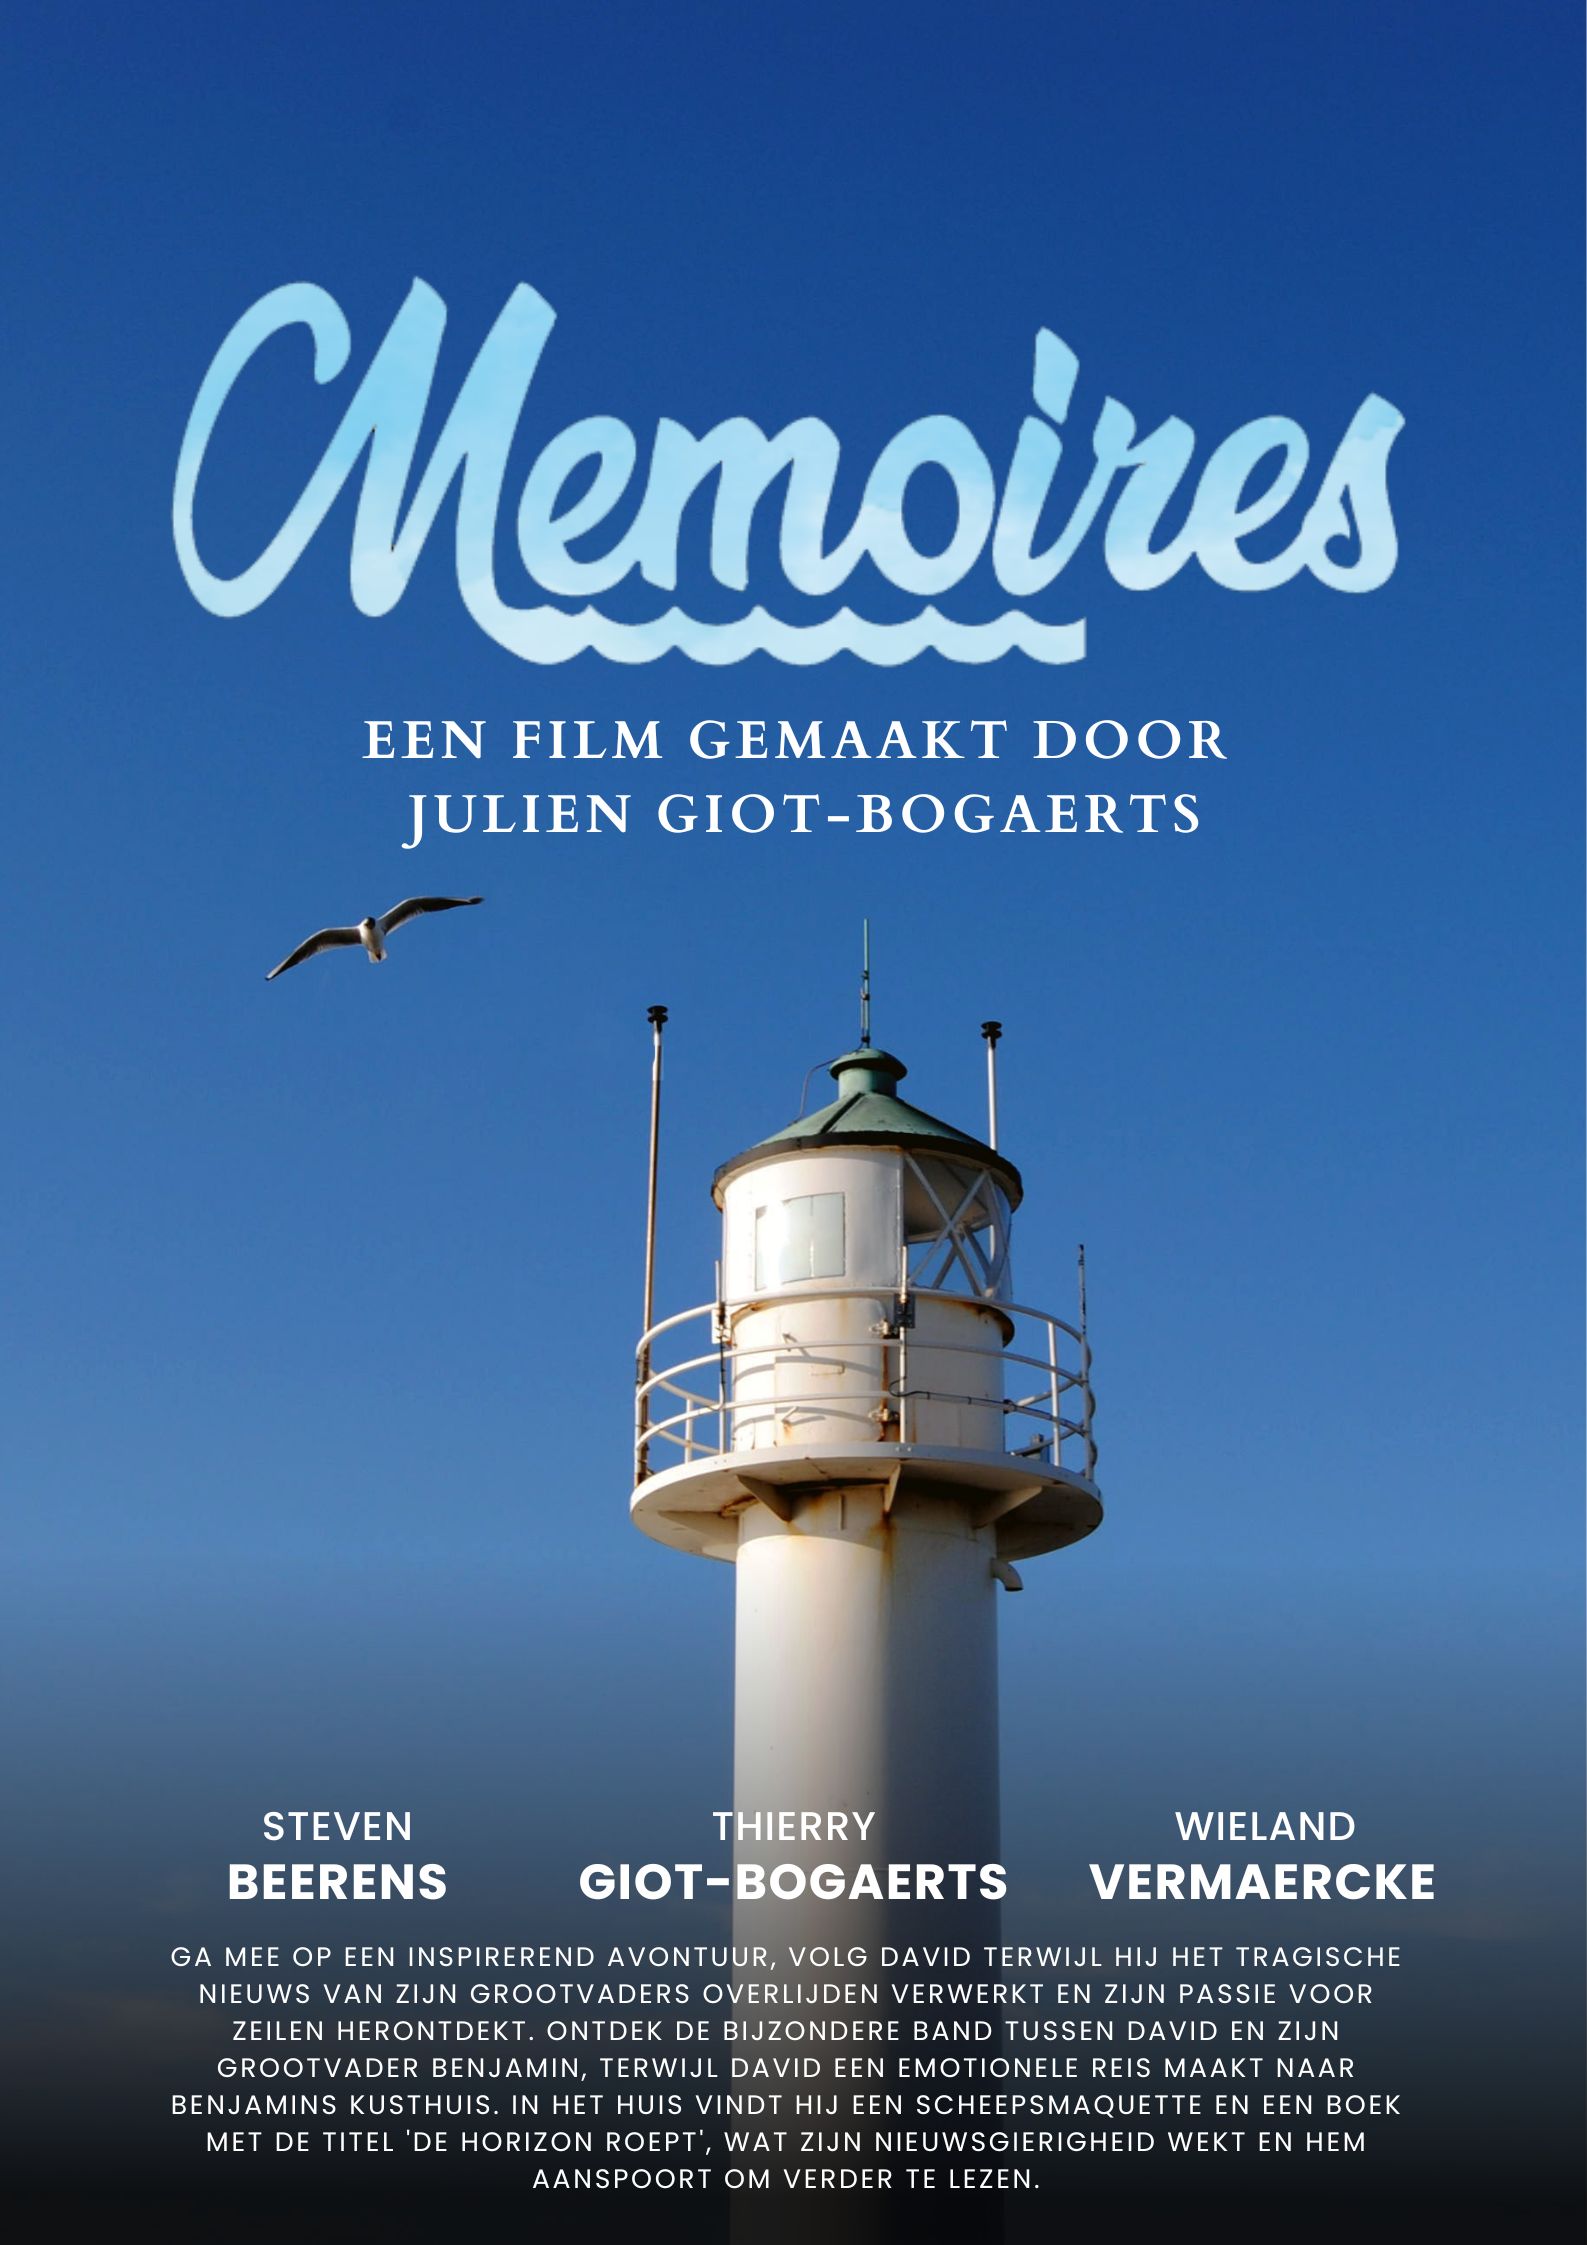 Memoires
EEN FILM GEMAAKT DOOR
JULIEN GIOT-BOGAERTS
STEVEN
BEERENS
THIERRY
GIOT-BOGAERTS
WIELAND
VERMAERCKE
GA MEE OP EEN INSPIREREND AVONTUUR, VOLG DAVID TERWIJL HIJ HET TRAGISCHE
NIEUWS VAN ZIJN GROOTVADERS OVERLIJDEN VERWERKT EN ZIJN PASSIE VOOR
ZEILEN HERONTDEKT. ONTDEK DE BIJZONDERE BAND TUSSEN DAVID EN ZIJN
GROOTVADER BENJAMIN, TERWIJL DAVID EEN EMOTIONELE REIS MAAKT NAAR
BENJAMINS KUSTHUIS. IN HET HUIS VINDT HIJ EEN SCHEEPSMAQUETTE EN EEN BOEK
MET DE TITEL 'DE HORIZON ROEPT', WAT ZIJN NIEUWSGIERIGHEID WEKT EN HEM
AANSPOORT OM VERDER TE LEZEN.